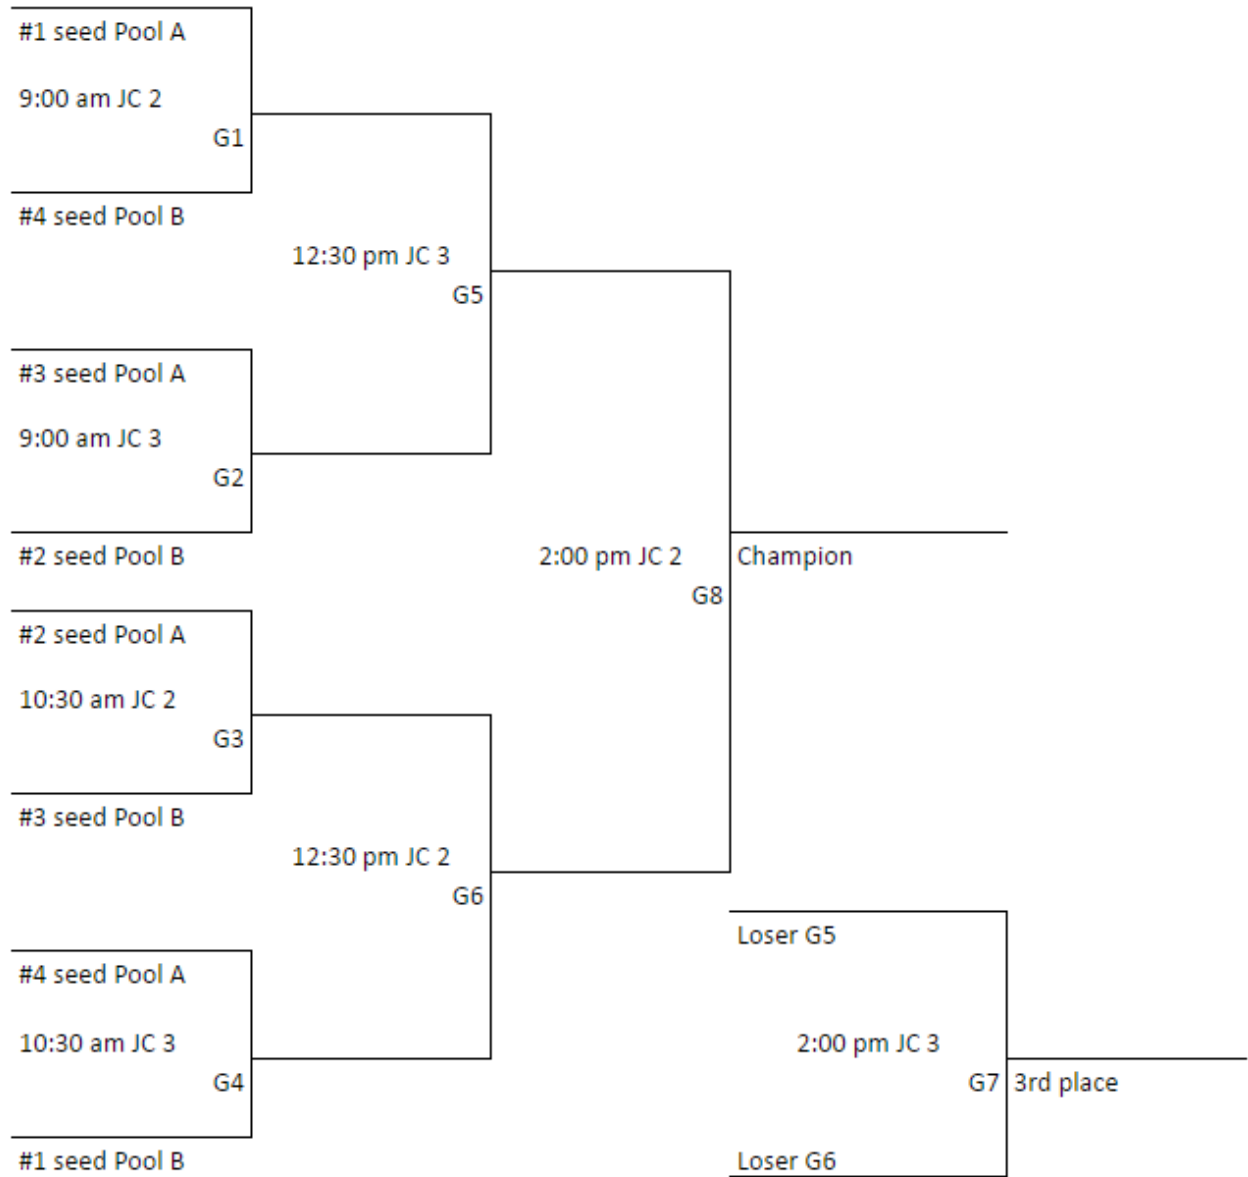 #1 seed Pool A
9:00 am JC 2
G1
#4 seed Pool B
12:30 pm JC 3
G5
#3 seed Pool A
9:00 am JC 3
G2
#2 seed Pool B
2:00 pm JC 2
Champion
G8
#2 seed Pool A
10:30 am JC 2
G3
#3 seed Pool B
12:30 pm JC 2
G6
Loser G5
#4 seed Pool A
10:30 am JC 3
2:00 pm JC 3
G4
G7
3rd place
#1 seed Pool B
Loser G6